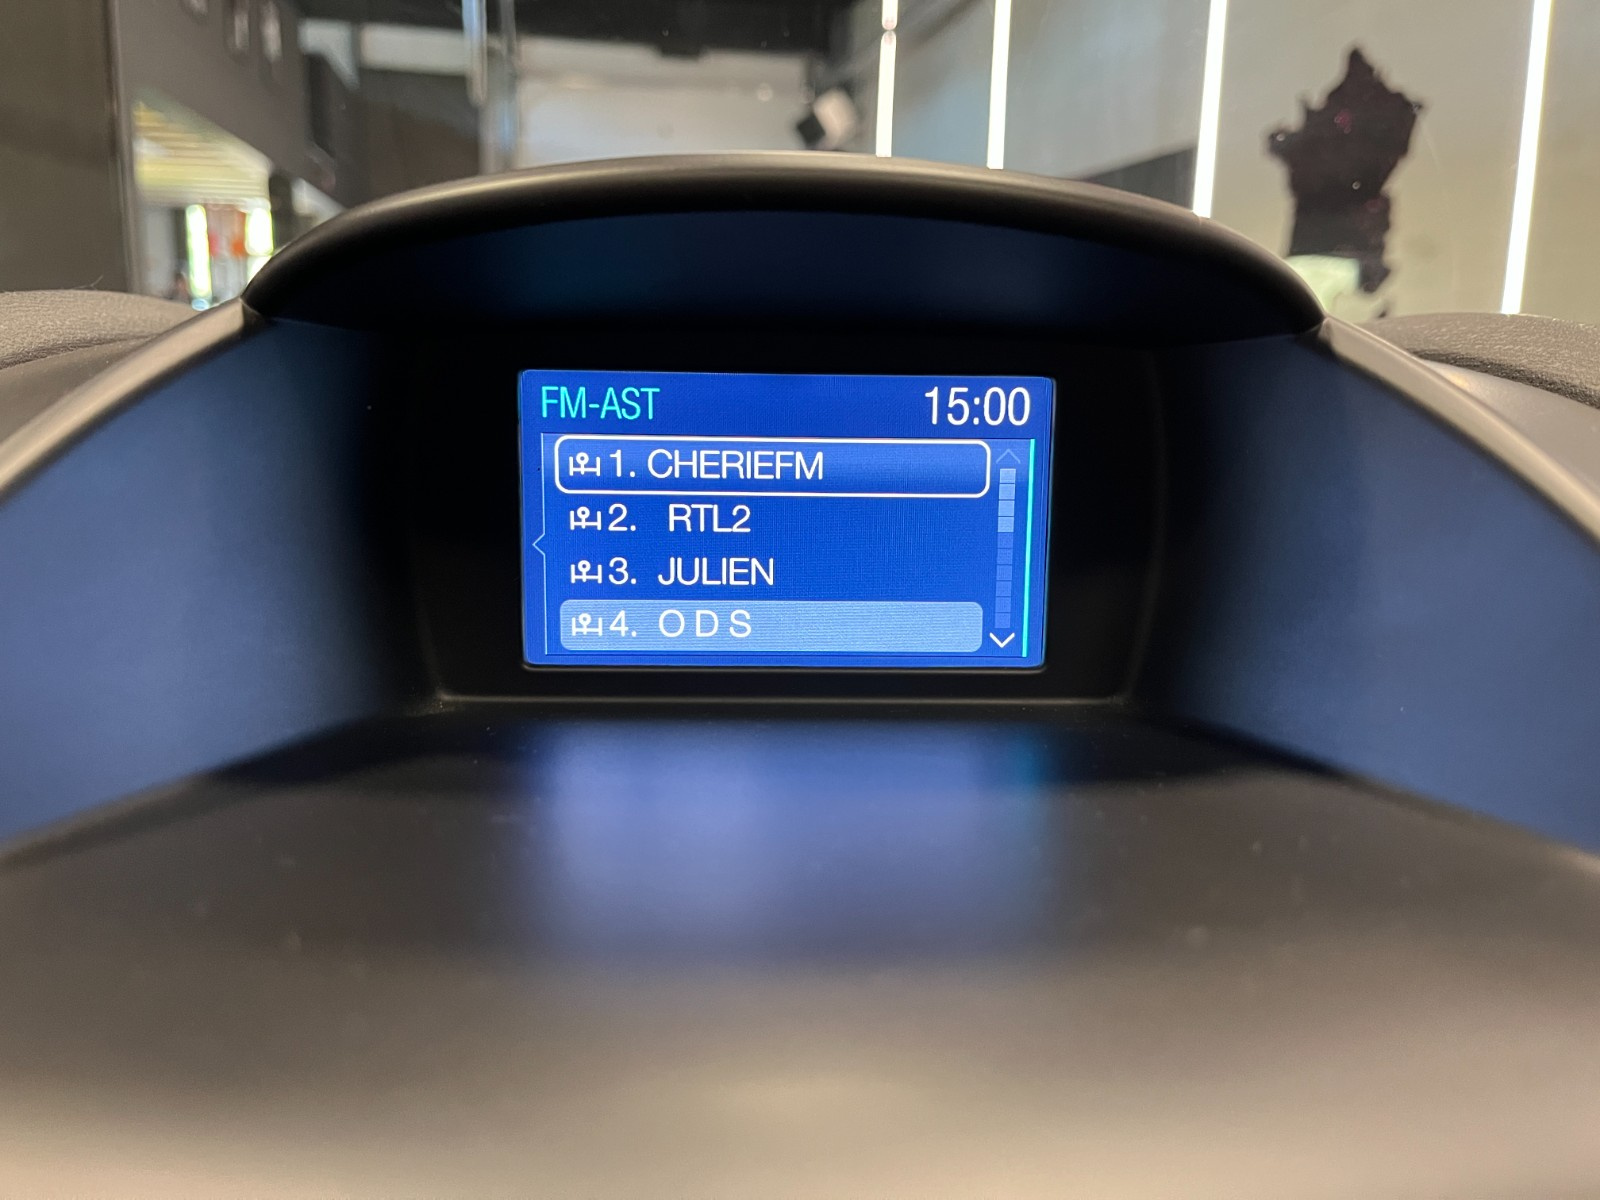 FM-AST 15:00
1. CHERIEFM
2. RTL2
3. JULIEN
4. O D S